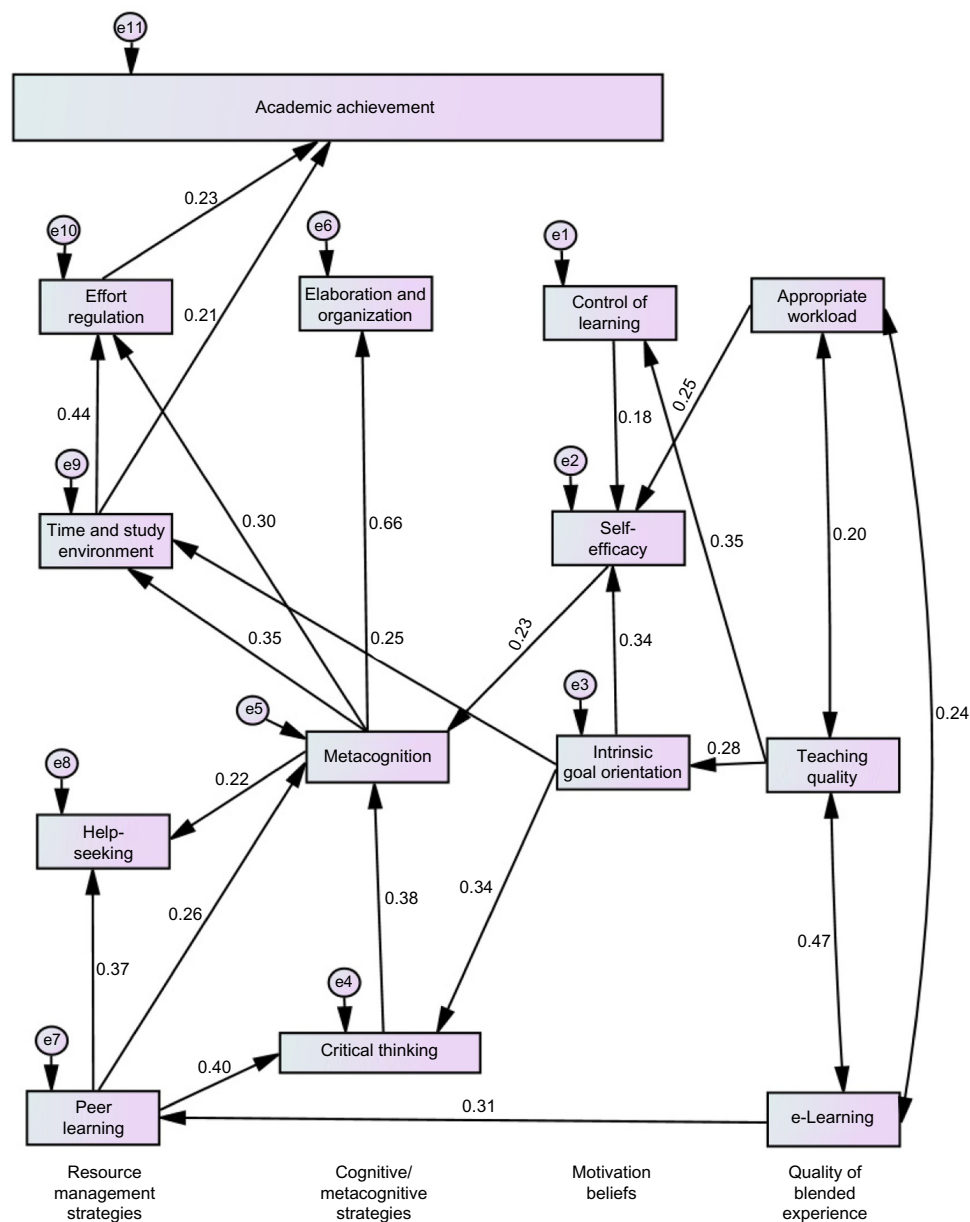 e11
Academic achievement
0.23
e10
e6
e1
Effort
regulation
Elaboration and
organization
Control of
learning
Appropriate
workload
0.21
0.44
0.18
0.25
e9
e2
Time and study
environment
0.30
0.66
Self-
efficacy
0.35
0.20
0.35
0.25
0.23
0.34
e5
e3
0.24
Metacognition
Intrinsic
goal orientation
0.28
Teaching
quality
e8
0.22
Help-
seeking
0.26
0.38
0.34
0.47
0.37
e4
e7
Critical thinking
0.40
Peer
learning
0.31
e-Learning
Resource
management
strategies
Cognitive/
metacognitive
strategies
Motivation
beliefs
Quality of
blended
experience